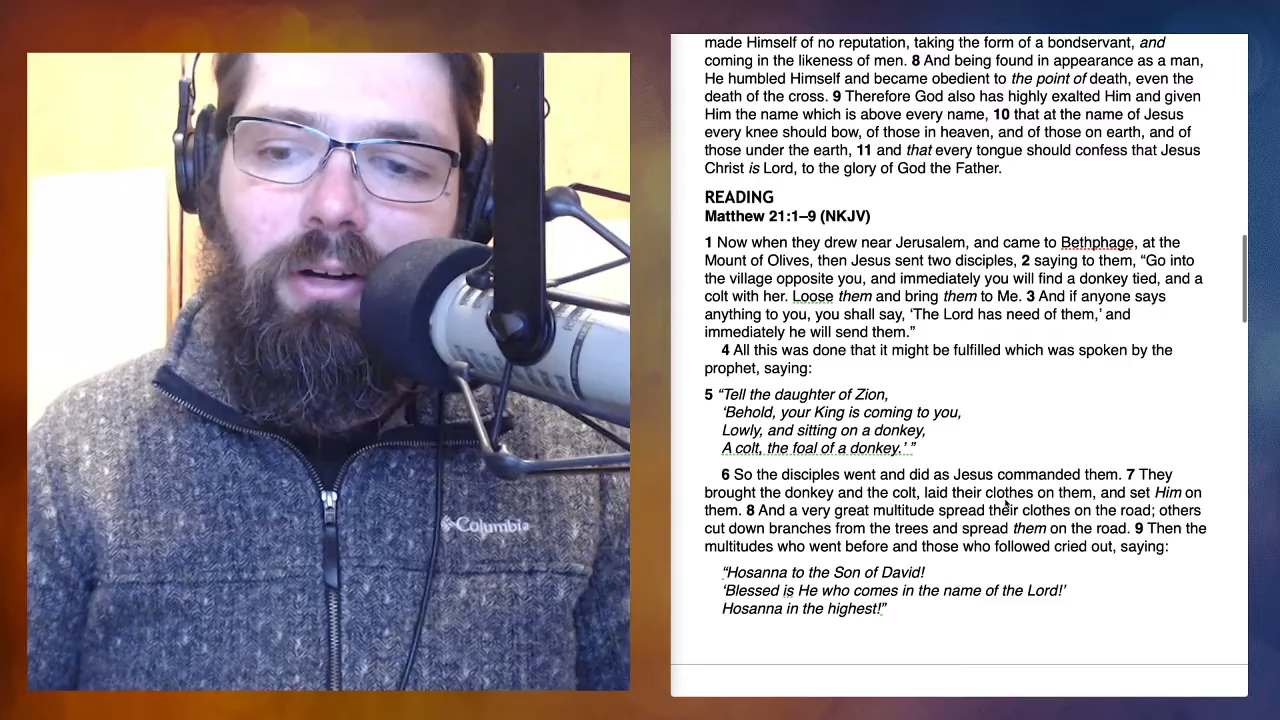 made Himself of no reputation, taking the form of a bondservant, and
coming in the likeness of men. 8 And being found in appearance as a man,
He humbled Himself and became obedient to the point of death, even the
death of the cross. 9 Therefore God also has highly exalted Him and given
Him the name which is above every name, 10 that at the name of Jesus
every knee should bow, of those in heaven, and of those on earth, and of
those under the earth, 11 and that every tongue should confess that Jesus
Christ is Lord, to the glory of God the Father.
READING
Matthew 21:1–9 (NKJV)
1 Now when they drew near Jerusalem, and came to Bethphage, at the
Mount of Olives, then Jesus sent two disciples, 2 saying to them, “Go into
the village opposite you, and immediately you will find a donkey tied, and a
colt with her. Loose them and bring them to Me. 3 And if anyone says
anything to you, you shall say, ‘The Lord has need of them,’ and
immediately he will send them.”
4 All this was done that it might be fulfilled which was spoken by the
prophet, saying:
5 “Tell the daughter of Zion,
‘Behold, your King is coming to you,
Lowly, and sitting on a donkey,
A colt, the foal of a donkey.’ ”
6 So the disciples went and did as Jesus commanded them. 7 They
brought the donkey and the colt, laid their clothes on them, and set Him on
them. 8 And a very great multitude spread their clothes on the road; others
cut down branches from the trees and spread them on the road. 9 Then the
multitudes who went before and those who followed cried out, saying:
“Hosanna to the Son of David!
‘Blessed is He who comes in the name of the Lord!’
Hosanna in the highest!”
Columbia